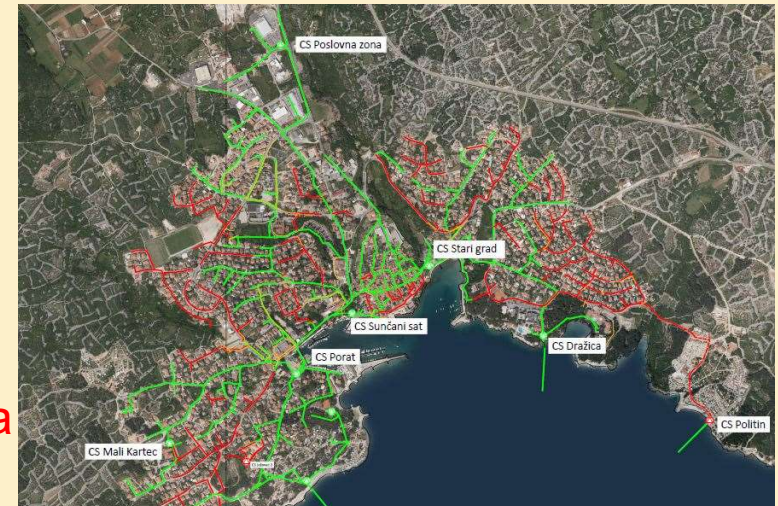 CS Poslovna zona
CS Stari grad
CS Sunčani sat
CS Dražica
CS Porat
a
CS Politin
CS Mali Kartec